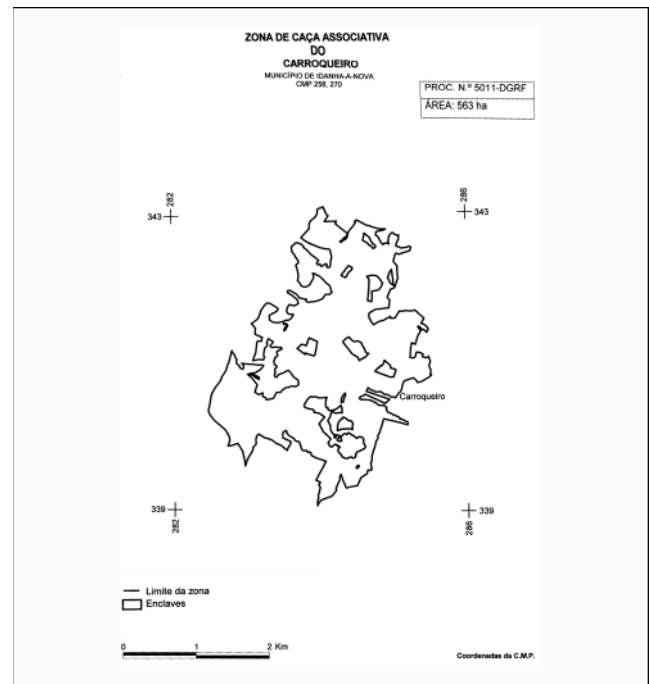 ZONA DE CAÇA ASSOCIATIVA
DO
CARROQUEIRO
MUNICÍPIO DE IDANHA-A-NOVA
CMP 258, 270
PROC. N.º 5011-DGRF
ÁREA: 563 ha
282
343
286
343
Carroqueiro
339
282
339
286
Limite da zona
Enclaves
0 1 2 Km
Coordenadas da C.M.P.